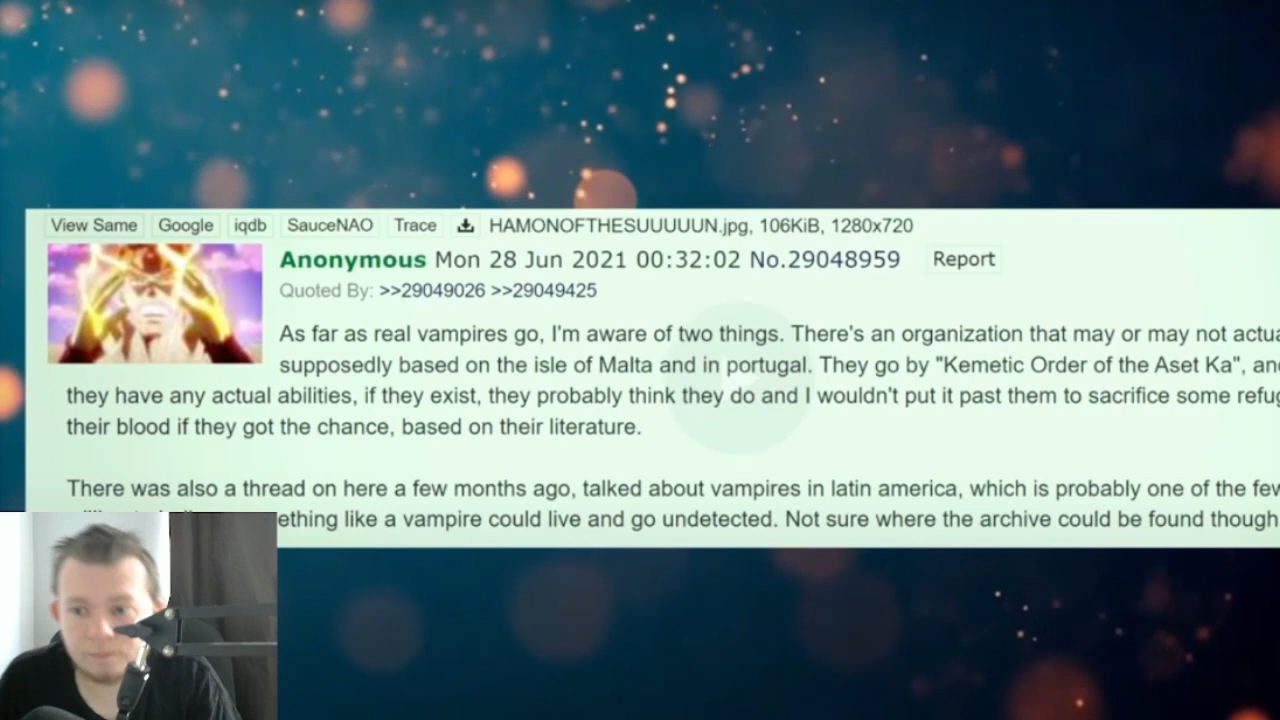 View Same Google iqdb SauceNAO Trace HAMONOFTHESUUUUUN.jpg, 106KiB, 1280x720
Anonymous Mon 28 Jun 2021 00:32:02 No.29048959 Report
Quoted By: >>29049026 >>29049425
As far as real vampires go, I'm aware of two things. There's an organization that may or may not actua
supposedly based on the isle of Malta and in portugal. They go by "Kemetic Order of the Aset Ka", and
they have any actual abilities, if they exist, they probably think they do and I wouldn't put it past them to sacrifice some refug
their blood if they got the chance, based on their literature.
There was also a thread on here a few months ago, talked about vampires in latin america, which is probably one of the few
ething like a vampire could live and go undetected. Not sure where the archive could be found though